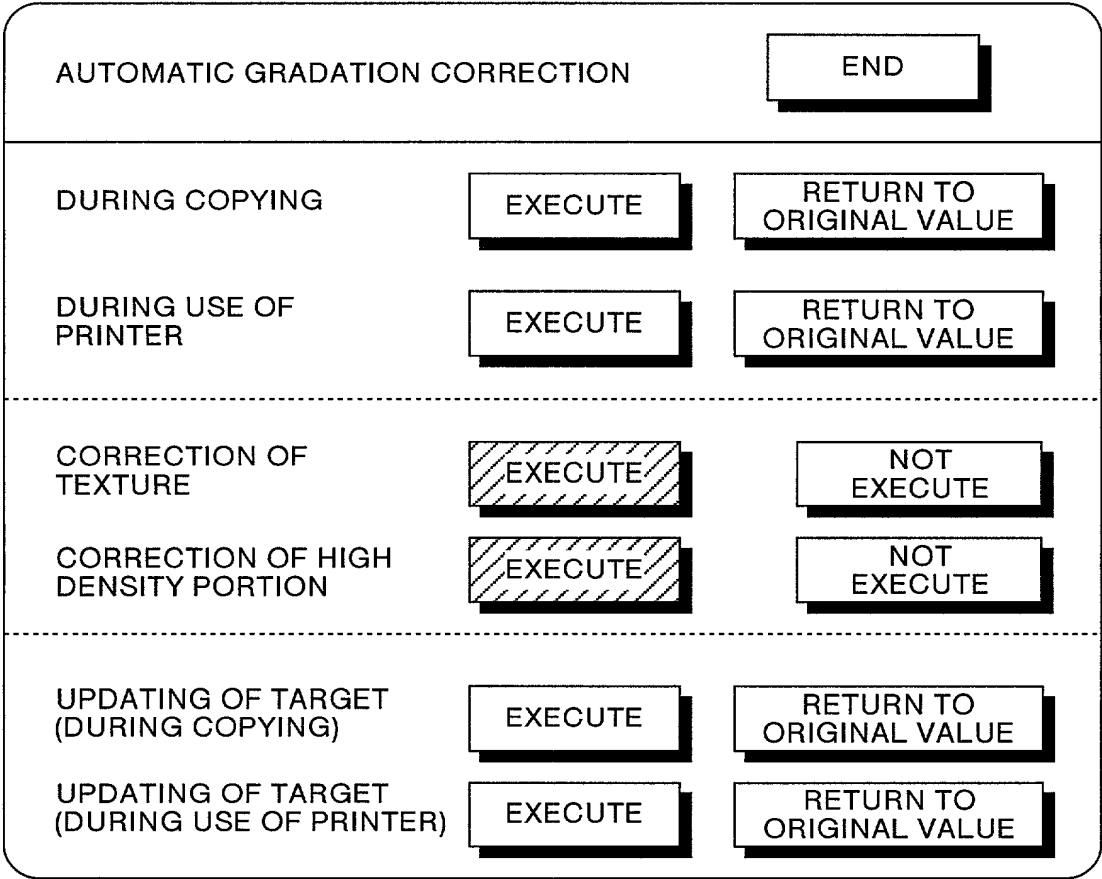 AUTOMATIC GRADATION CORRECTION
END
DURING COPYING
EXECUTE
RETURN TO
ORIGINAL VALUE
DURING USE OF
PRINTER
EXECUTE
RETURN TO
ORIGINAL VALUE
CORRECTION OF
TEXTURE
EXECUTE
NOT
EXECUTE
CORRECTION OF HIGH
DENSITY PORTION
EXECUTE
NOT
EXECUTE
UPDATING OF TARGET
(DURING COPYING)
EXECUTE
RETURN TO
ORIGINAL VALUE
UPDATING OF TARGET
(DURING USE OF PRINTER)
EXECUTE
RETURN TO
ORIGINAL VALUE